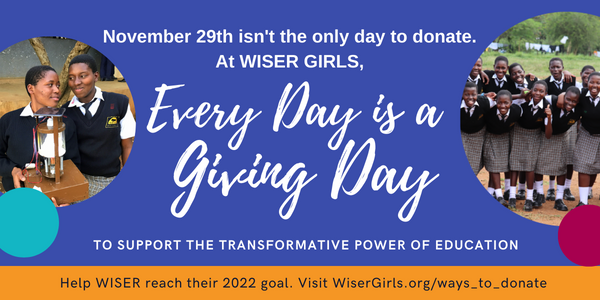 November 29th isn't the only day to donate.
At WISER GIRLS,
Every Day is a
Giving Day
TO SUPPORT THE TRANSFORMATIVE POWER OF EDUCATION
Help WISER reach their 2022 goal. Visit WiserGirls.org/ways_to_donate